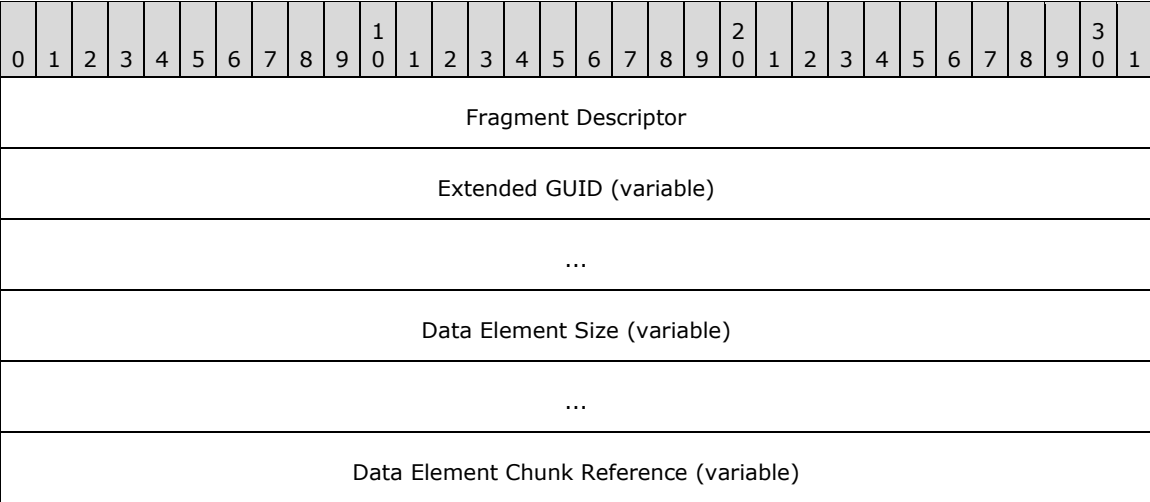 1 2 3
0 1 2 3 4 5 6 7 8 9 0 1 2 3 4 5 6 7 8 9 0 1 2 3 4 5 6 7 8 9 0 1
Fragment Descriptor
Extended GUID (variable)
...
Data Element Size (variable)
...
Data Element Chunk Reference (variable)